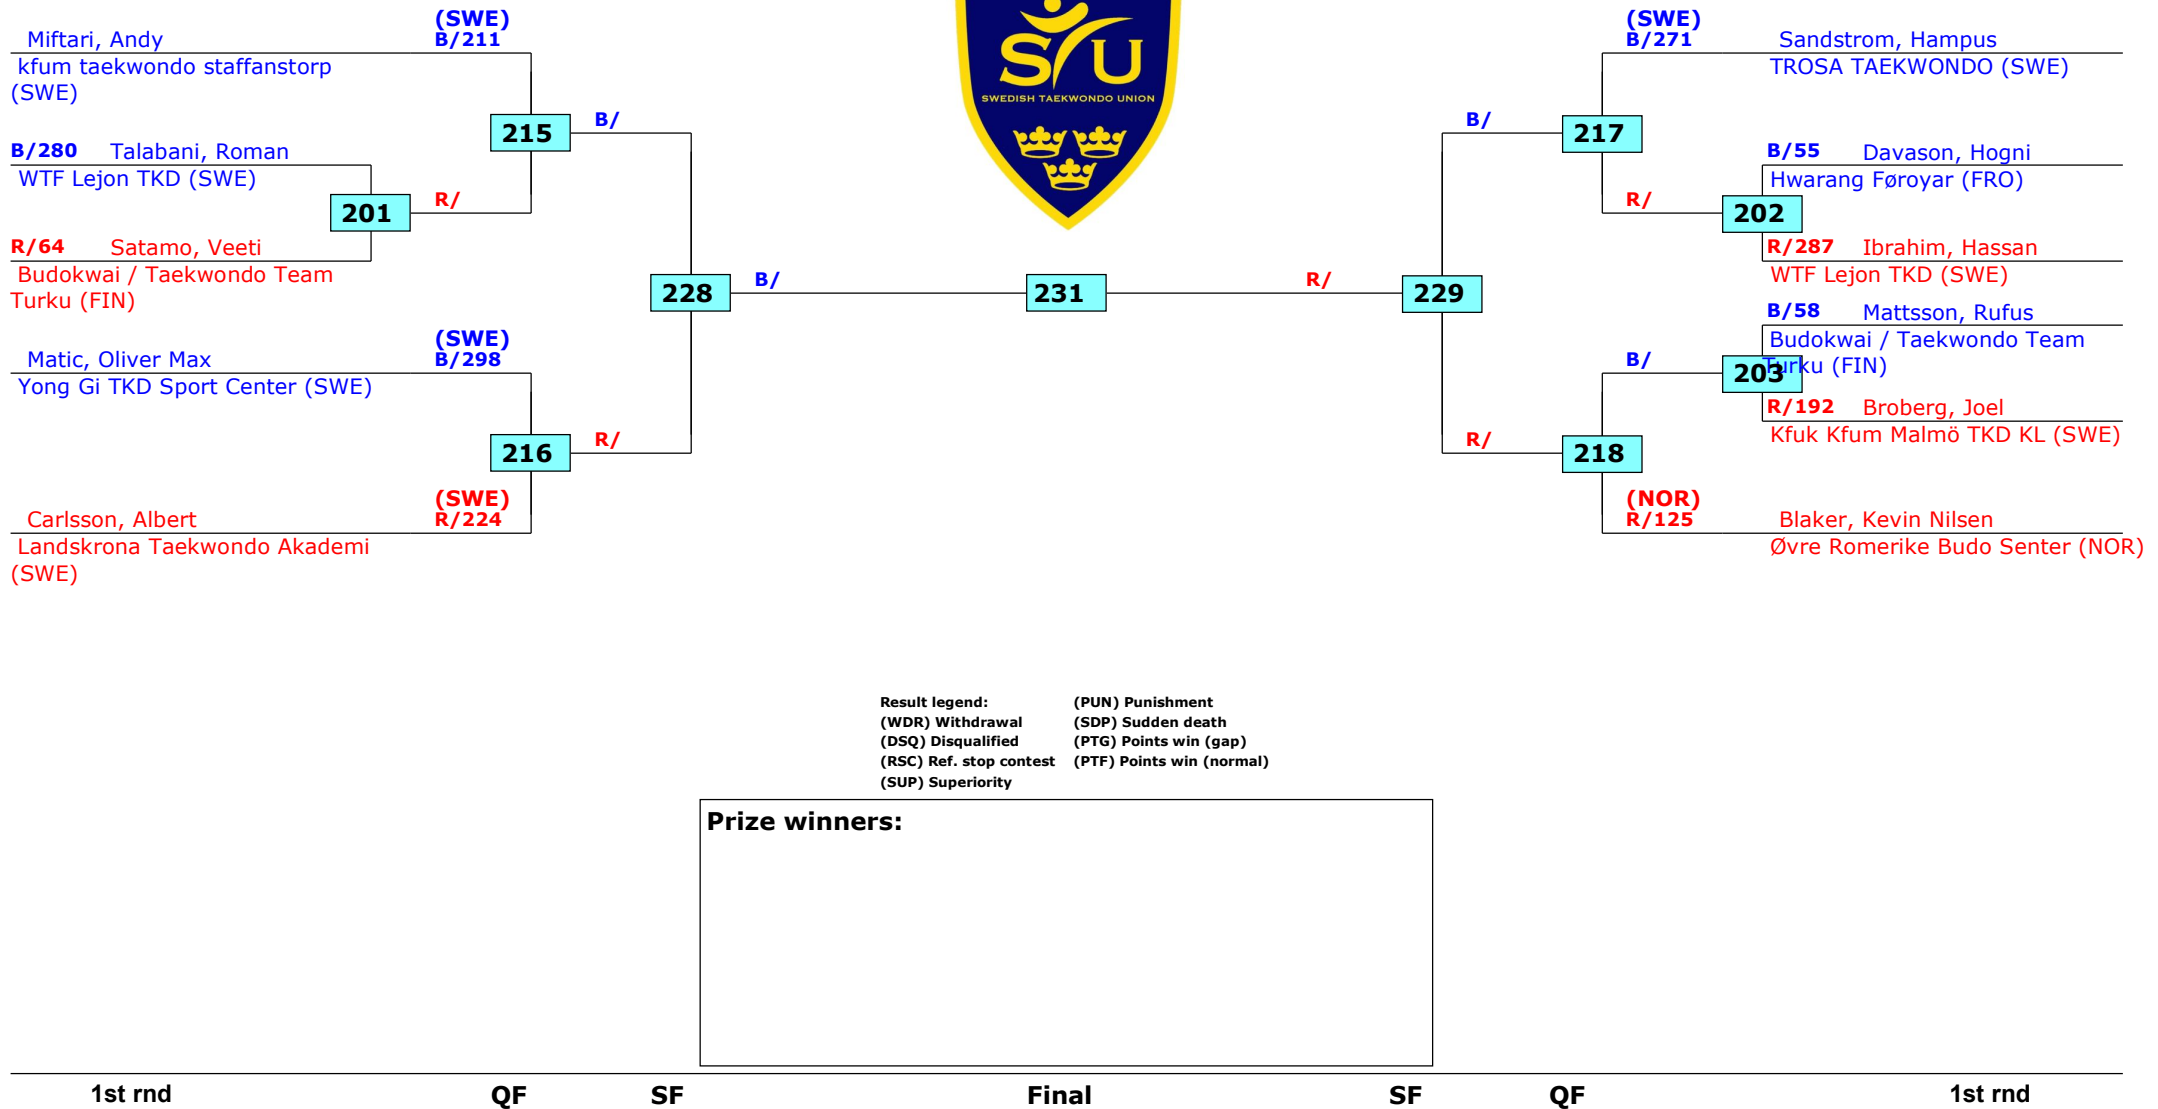 (SWE)
Miftari, Andy
B/211
kfum taekwondo staffanstorp
(SWE)
215
B/
B/280
Talabani, Roman
WTF Lejon TKD (SWE)
201
R/
R/64
Satamo, Veeti
Budokwai / Taekwondo Team
Turku (FIN)
228
B/
(SWE)
Matic, Oliver Max
B/298
Yong Gi TKD Sport Center (SWE)
216
R/
(SWE)
Carlsson, Albert
R/224
Landskrona Taekwondo Akademi
(SWE)
STU
SWEDISH TAEKWONDO UNION
231
R/
229
(SWE)
B/271
Sandstrom, Hampus
TROSA TAEKWONDO (SWE)
B/
217
B/55
Davason, Hogni
Hwarang Føroyar (FRO)
R/
202
R/287
Ibrahim, Hassan
WTF Lejon TKD (SWE)
B/58
Mattsson, Rufus
Budokwai / Taekwondo Team
Turku (FIN)
B/
203
R/192
Broberg, Joel
Kfuk Kfum Malmö TKD KL (SWE)
R/
218
(NOR)
R/125
Blaker, Kevin Nilsen
Øvre Romerike Budo Senter (NOR)
Result legend:
(WDR) Withdrawal
(DSQ) Disqualified
(RSC) Ref. stop contest
(SUP) Superiority
(PUN) Punishment
(SDP) Sudden death
(PTG) Points win (gap)
(PTF) Points win (normal)
Prize winners:
1st rnd
QF
SF
Final
SF
QF
1st rnd